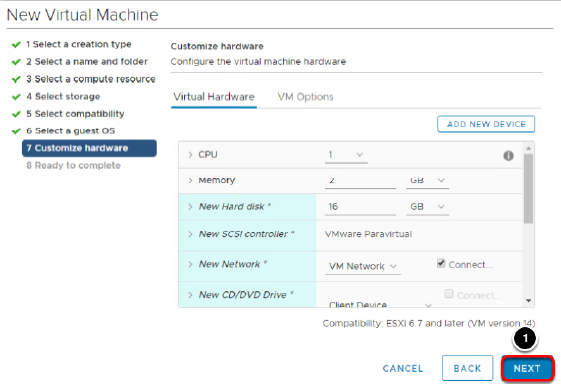 New Virtual Machine
1 Select a creation type
2 Select a name and folder
3 Select a compute resource
4 Select storage
5 Select compatibility
6 Select a guest OS
7 Customize hardware
8 Ready to complete
Customize hardware
Configure the virtual machine hardware
Virtual Hardware VM Options
ADD NEW DEVICE
> CPU 1
> Memory 2 GB
> New Hard disk * 16 GB
> New SCSI controller * VMware Paravirtual
> New Network * VM Network Connect...
> New CD/DVD Drive * Client Device Connect...
Compatibility: ESXi 6.7 and later (VM version 14)
1
CANCEL BACK NEXT